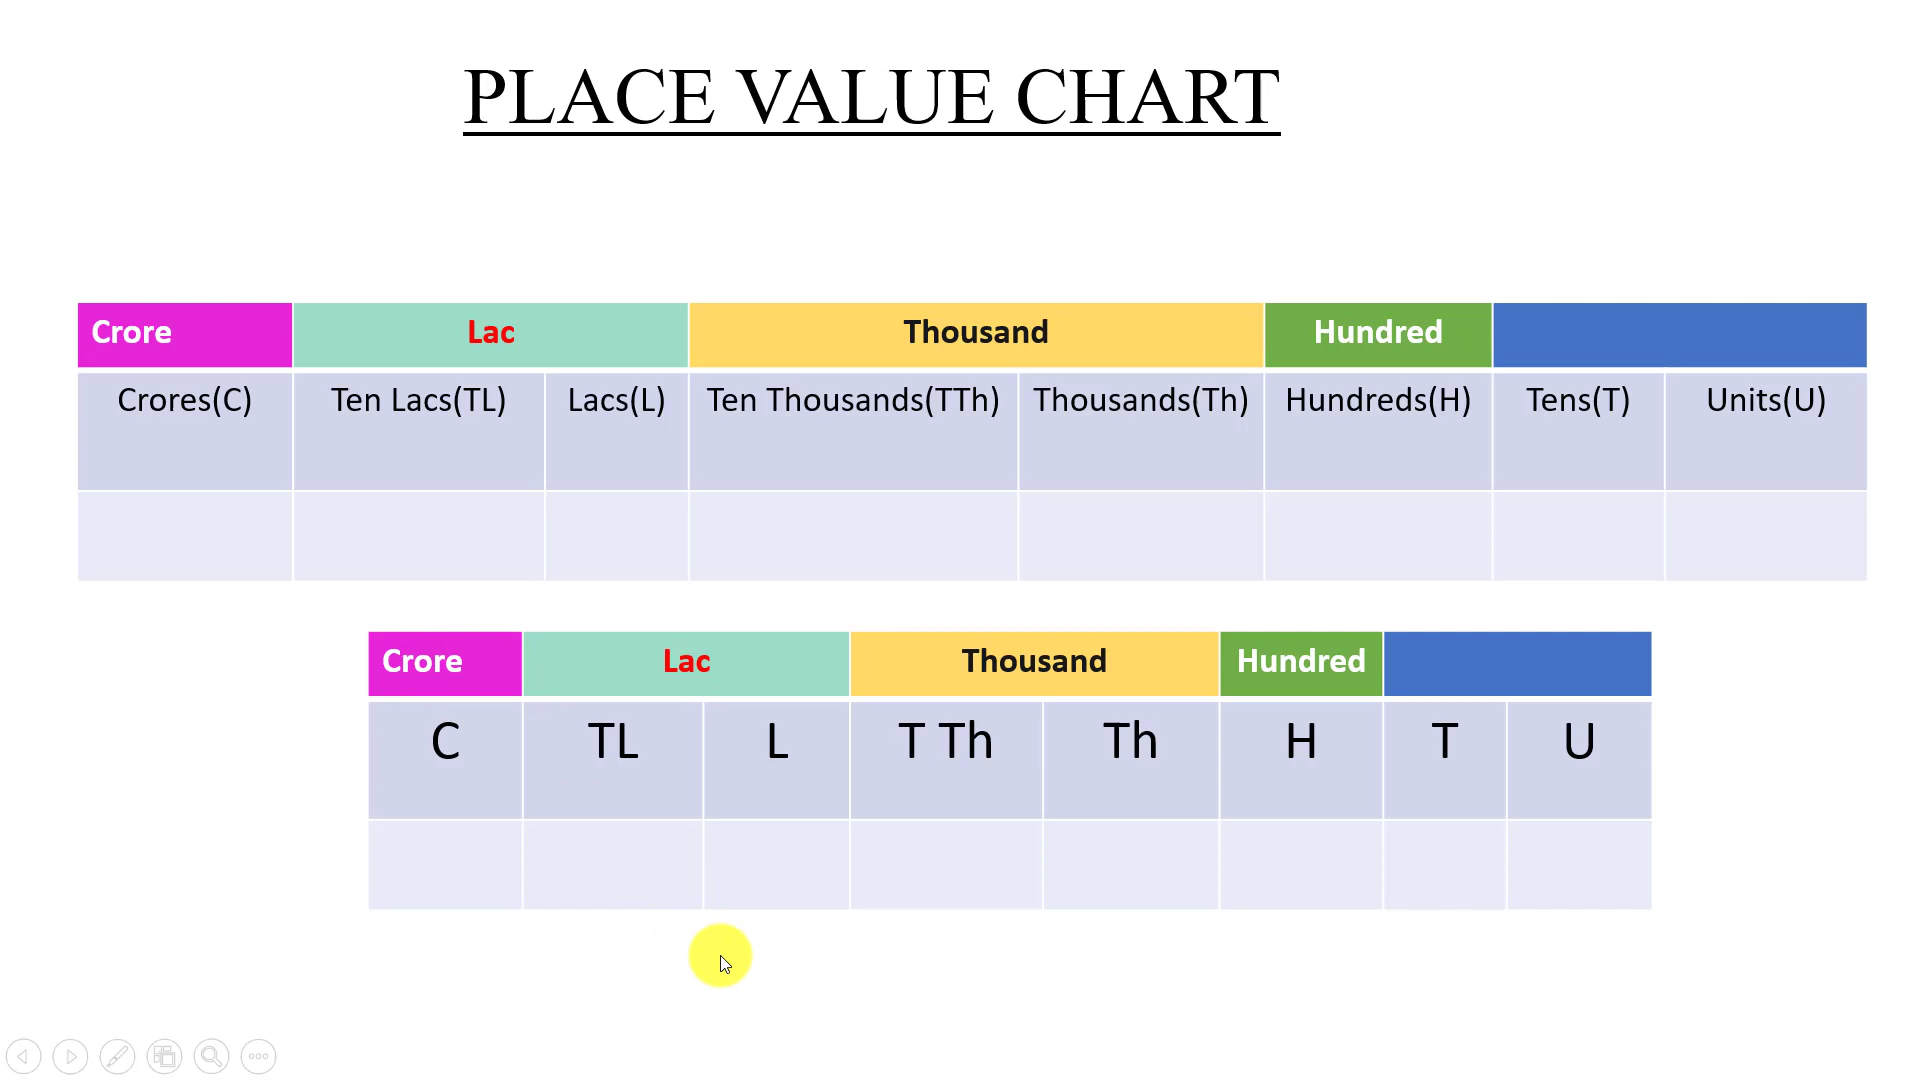 PLACE VALUE CHART
Crore Lac Thousand Hundred
Crores(C) Ten Lacs(TL) Lacs(L) Ten Thousands(TTh) Thousands(Th) Hundreds(H) Tens(T) Units(U)
Crore Lac Thousand Hundred
C TL L T Th Th H T U